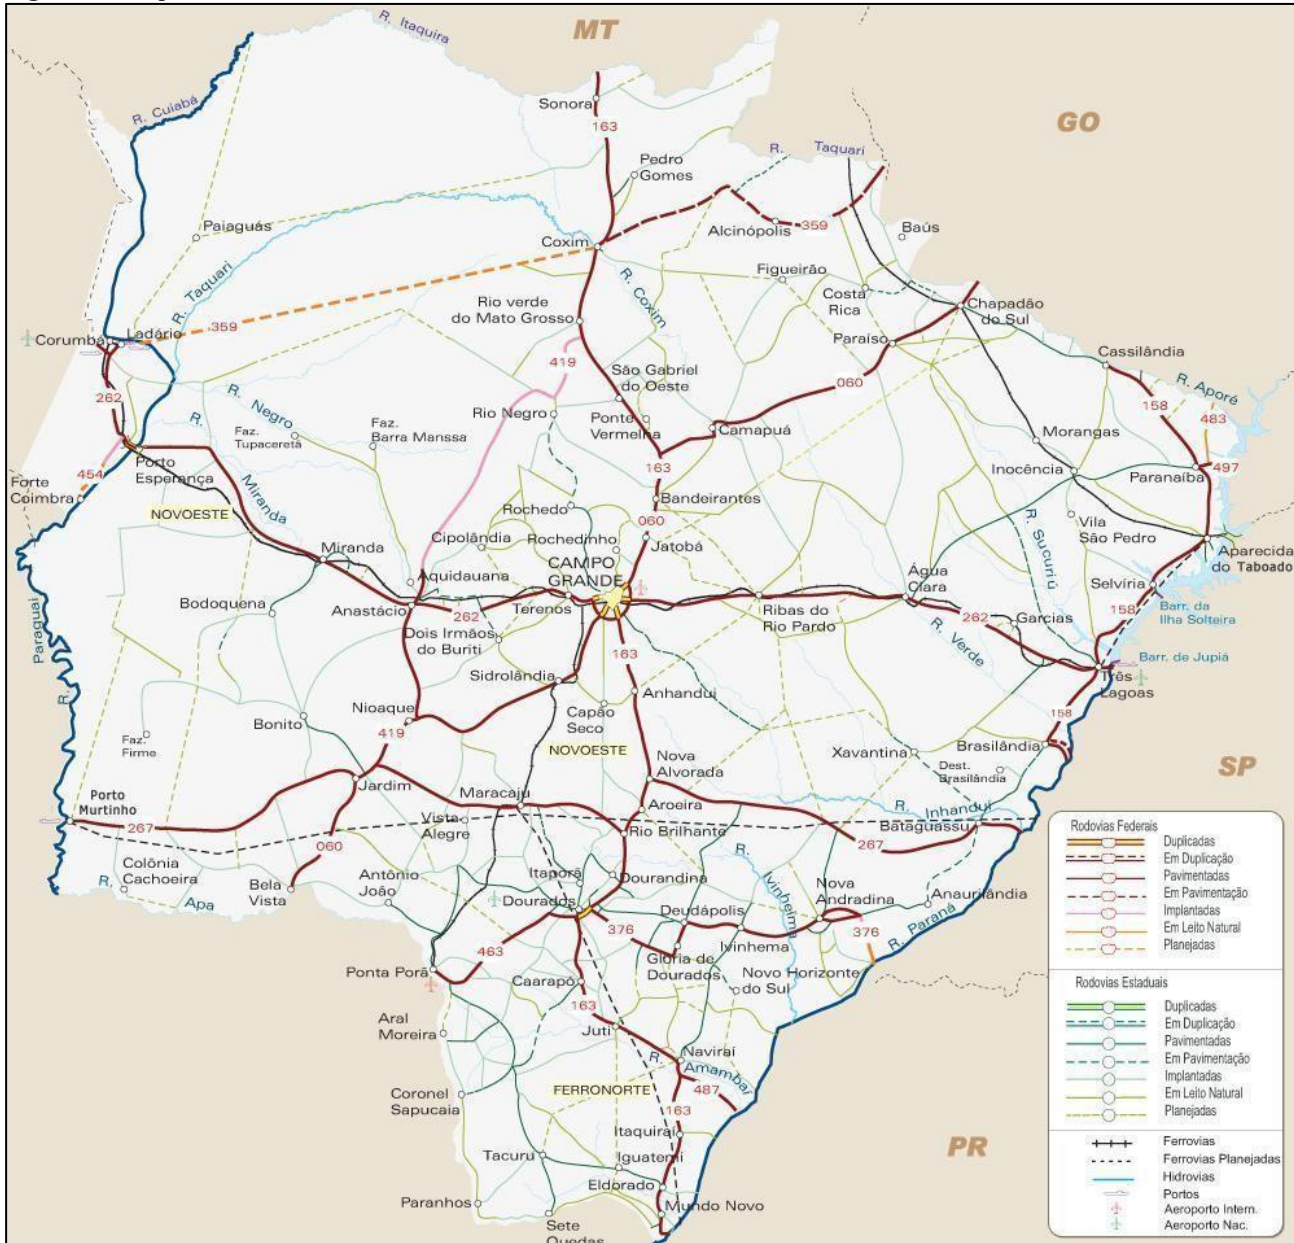 MT
R. Itaquira
R. Cuiabá
GO
Sonora
163
R. Taquari
Pedro
Gomes
Paiaguás
Coxim
Alcinópolis
359
Baús
R. Taquari
Figueirão
R. Coxim
Costa
Rica
Rio verde
do Mato Grosso
Chapadão
do Sul
359
Ladário
Corumbá
Paraíso
Cassilândia
419
São Gabriel
do Oeste
R. Aporé
060
262
158
483
R. Negro
R.
Rio Negro
Ponte
Vermelha
Camapuá
Faz.
Tupaceretã
Faz.
Barra Manssa
Morangas
Porto
Esperança
454
Forte
Coimbra
163
Inocência
497
Paranaíba
NOVOESTE
Miranda
Bandeirantes
Rochedo
060
R. Sucuriú
Vila
São Pedro
Cipolândia
Rochedinho
Jatobá
Miranda
CAMPO
GRANDE
Aparecida
do Taboado
Aquidauana
Água
Clara
Selvíria
Bodoquena
Anastácio
262
Terenos
Ribas do
Rio Pardo
262
Garcias
158
Barr. da
Ilha Solteira
Dois Irmãos
do Buriti
R. Verde
R. Paraguai
163
Barr. de Jupiá
Sidrolândia
Anhandui
Três
Lagoas
Bonito
Nioaque
419
Capão
Seco
158
Faz.
Firme
NOVOESTE
Xavantina
Brasilândia
Dest.
Brasilândia
SP
Nova
Alvorada
Jardim
Maracaju
Porto
Murtinho
Aroeira
R. Inhandui
267
Vista
Alegre
Rio Brilhante
Bataguassu
060
267
Colônia
Cachoeira
Antônio
João
Itaporã
Douradina
R. Ivinheima
Nova
Andradina
R. Apa
Bela
Vista
Dourados
Anaurilândia
Deudápolis
376
376
R. Paraná
463
Ivinhema
Glória de
Dourados
Ponta Porã
Novo Horizonte
do Sul
Caarapó
163
Aral
Moreira
Juti
Naviraí
R. Amambaí
Coronel
Sapucaia
FERRONORTE
487
163
Itaquiraí
PR
Tacuru
Iguatemi
Eldorado
Paranhos
Mundo Novo
Sete
Quedas
Rodovias Federais
Duplicadas
Em Duplicação
Pavimentadas
Em Pavimentação
Implantadas
Em Leito Natural
Planejadas
Rodovias Estaduais
Duplicadas
Em Duplicação
Pavimentadas
Em Pavimentação
Implantadas
Em Leito Natural
Planejadas
Ferrovias
Ferrovias Planejadas
Hidrovias
Portos
Aeroporto Intern.
Aeroporto Nac.